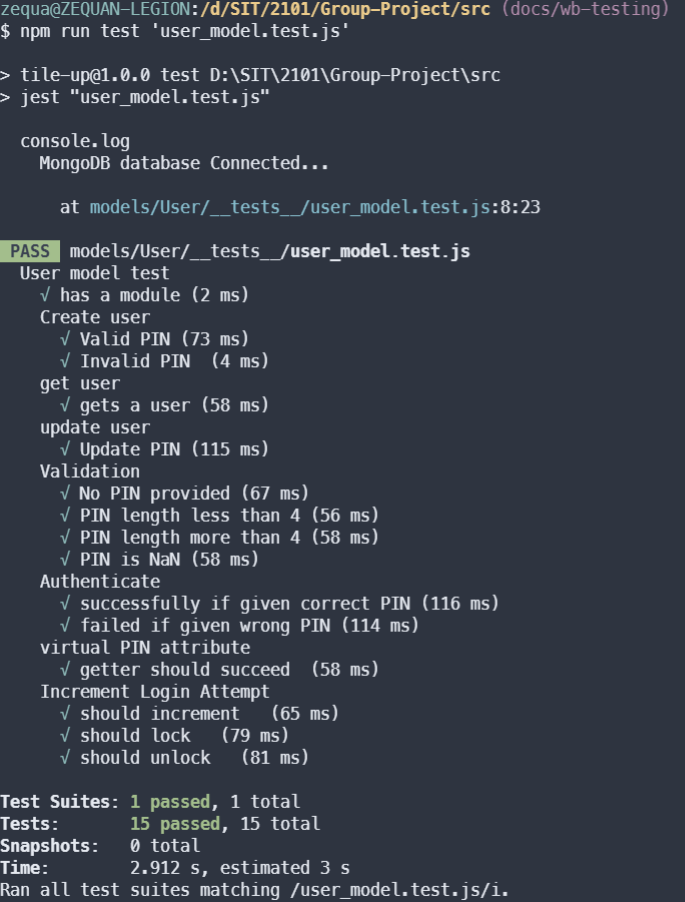 zequa@ZEQUAN-LEGION:/d/SIT/2101/Group-Project/src (docs/wb-testing)
$ npm run test 'user_model.test.js'
> tile-up@1.0.0 test D:\SIT\2101\Group-Project\src
> jest "user_model.test.js"
console.log
MongoDB database Connected...
at models/User/__tests__/user_model.test.js:8:23
PASS models/User/__tests__/user_model.test.js
User model test
√ has a module (2 ms)
Create user
√ Valid PIN (73 ms)
√ Invalid PIN  (4 ms)
get user
√ gets a user (58 ms)
update user
√ Update PIN (115 ms)
Validation
√ No PIN provided (67 ms)
√ PIN length less than 4 (56 ms)
√ PIN length more than 4 (58 ms)
√ PIN is NaN (58 ms)
Authenticate
√ successfully if given correct PIN (116 ms)
√ failed if given wrong PIN (114 ms)
virtual PIN attribute
√ getter should succeed  (58 ms)
Increment Login Attempt
√ should increment   (65 ms)
√ should lock   (79 ms)
√ should unlock   (81 ms)
Test Suites: 1 passed, 1 total
Tests:       15 passed, 15 total
Snapshots:   0 total
Time:        2.912 s, estimated 3 s
Ran all test suites matching /user_model.test.js/i.